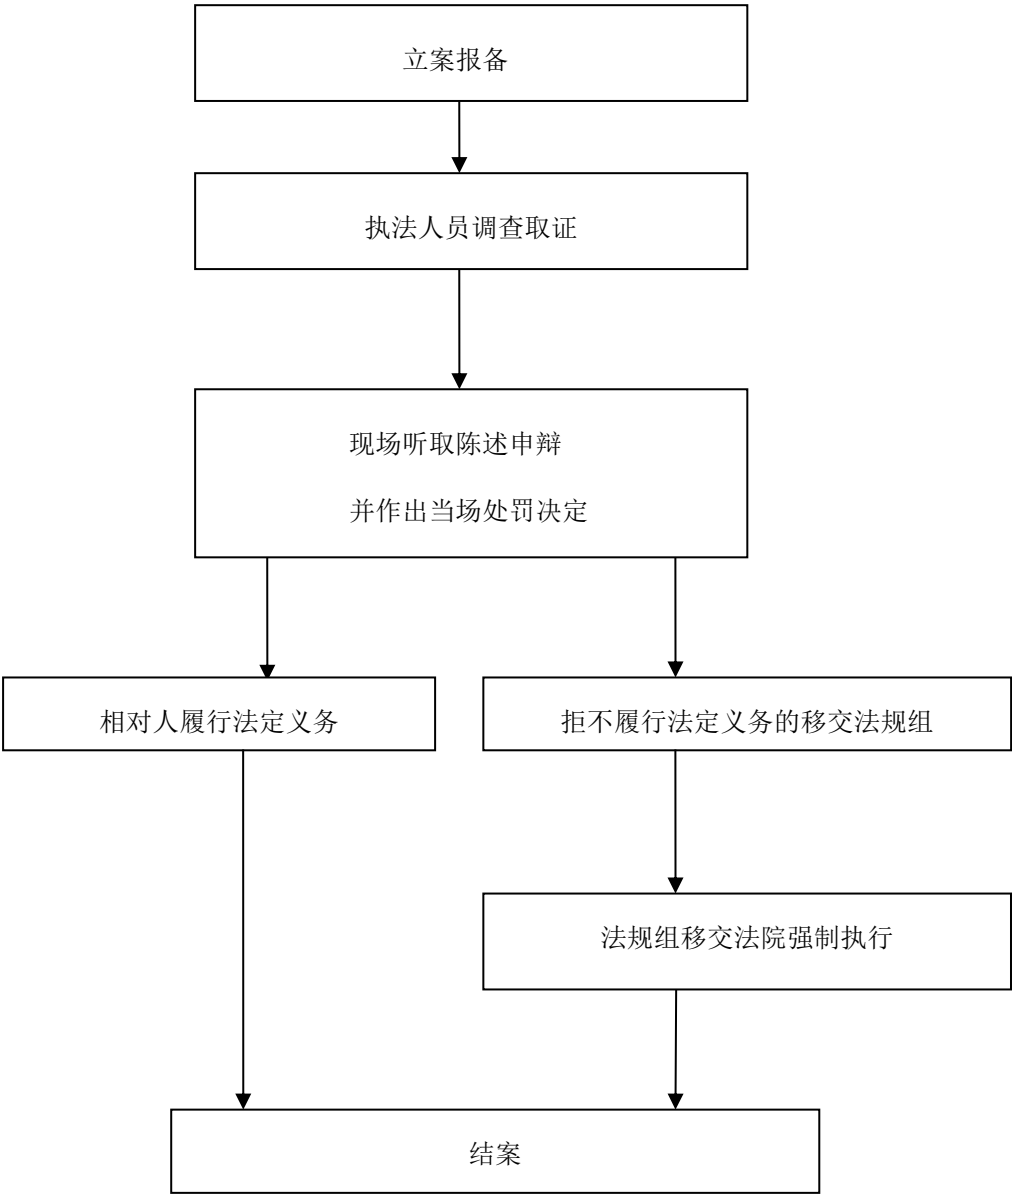 立案报备
执法人员调查取证
现场听取陈述申辩
并作出当场处罚决定
相对人履行法定义务
拒不履行法定义务的移交法规组
法规组移交法院强制执行
结案